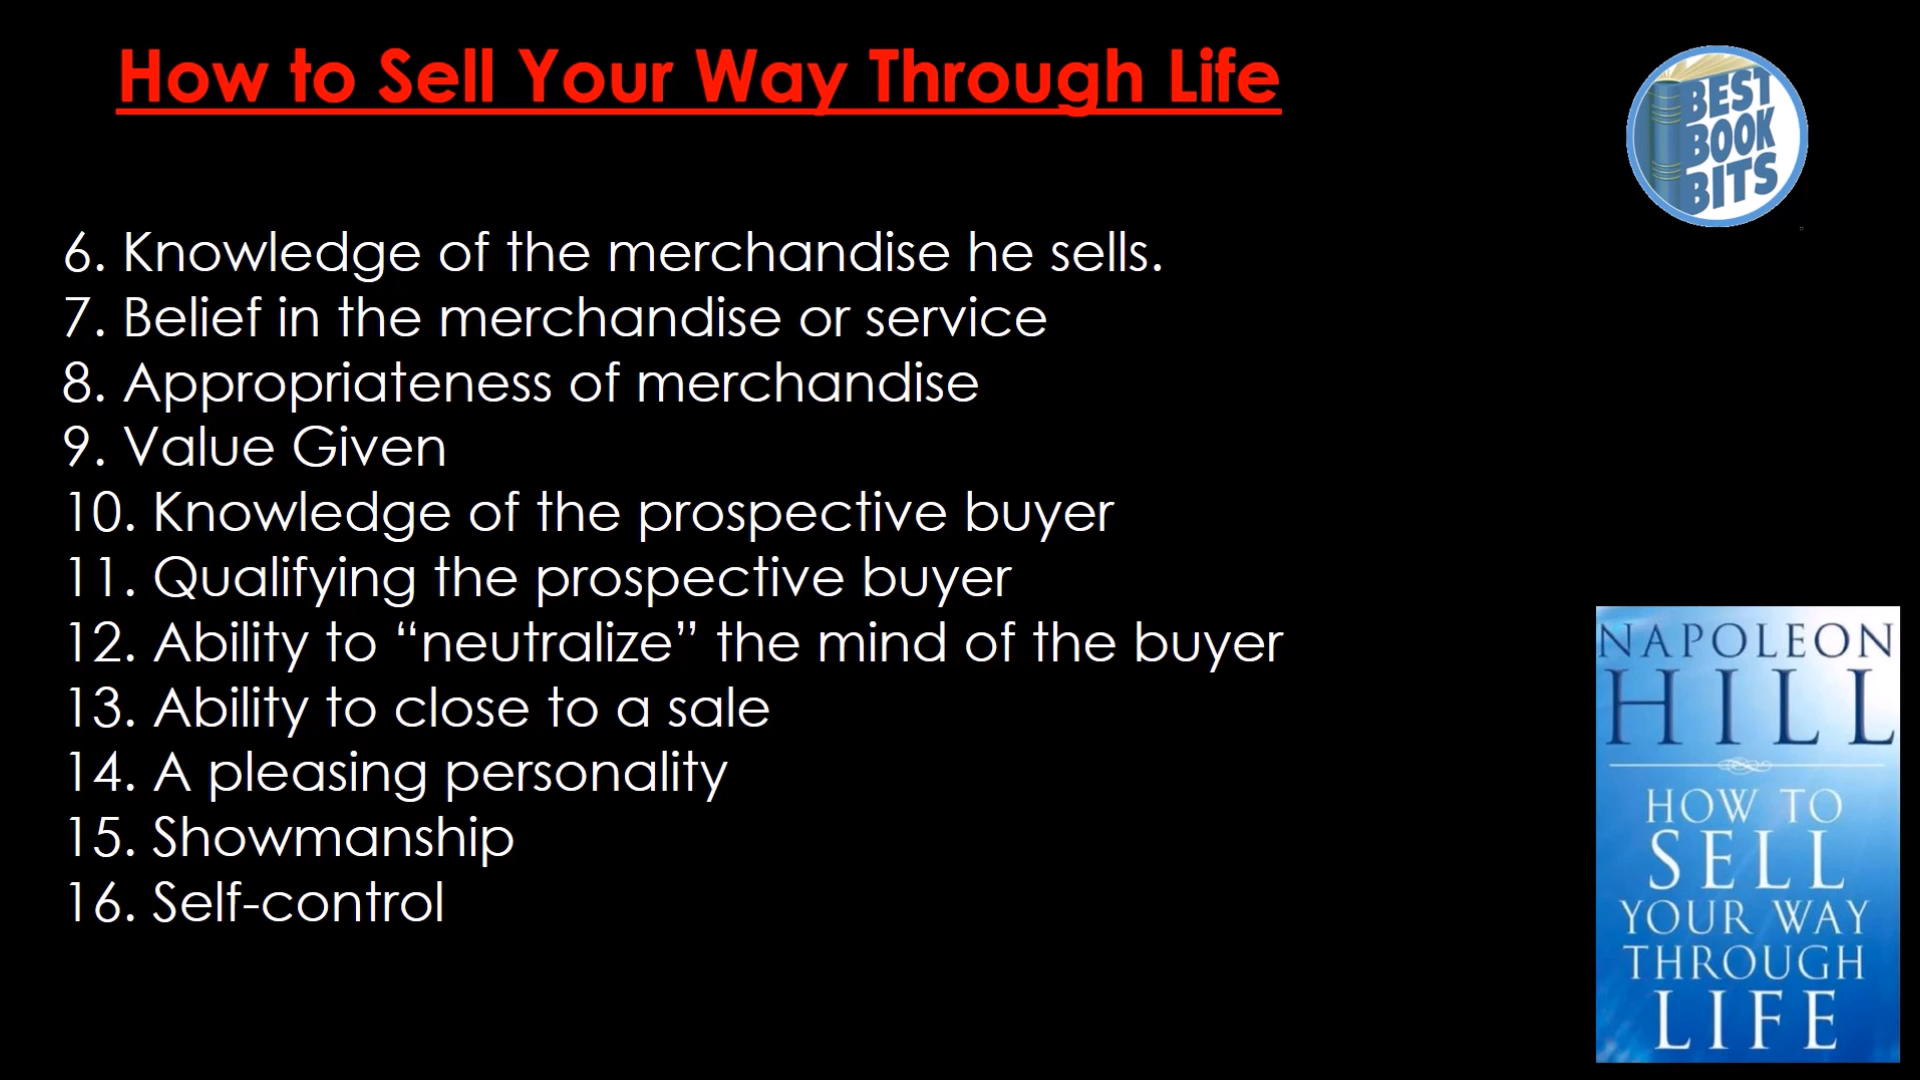 How to Sell Your Way Through Life
BEST
BOOK
BITS
6. Knowledge of the merchandise he sells.
7. Belief in the merchandise or service
8. Appropriateness of merchandise
9. Value Given
10. Knowledge of the prospective buyer
11. Qualifying the prospective buyer
12. Ability to “neutralize” the mind of the buyer
13. Ability to close to a sale
14. A pleasing personality
15. Showmanship
16. Self-control
NAPOLEON
HILL
HOW TO
SELL
YOUR WAY
THROUGH
LIFE